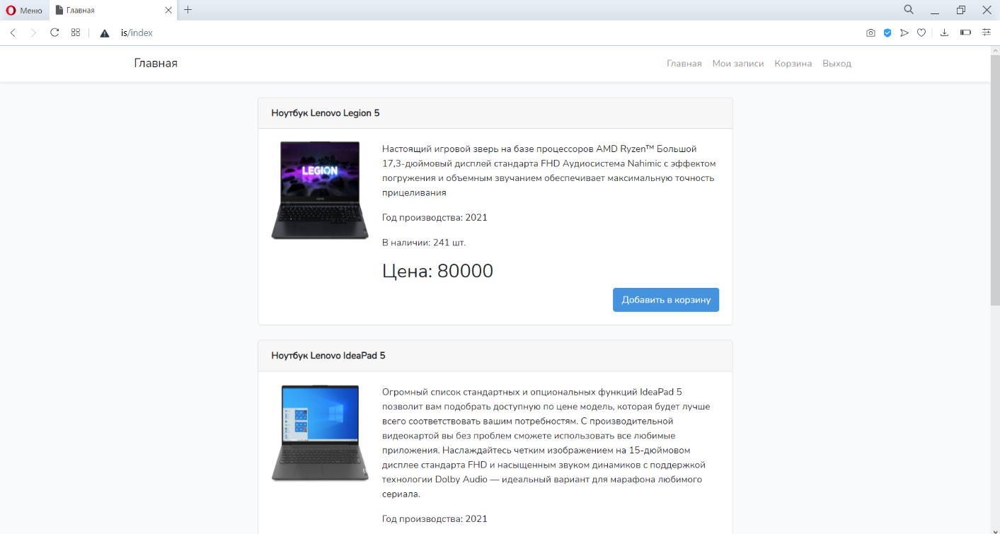 Меню
Главная
is/index
Главная
Главная Мои записи Корзина Выход
Ноутбук Lenovo Legion 5
LEGION
Настоящий игровой зверь на базе процессоров AMD Ryzen™ Большой
17,3-дюймовый дисплей стандарта FHD Аудиосистема Nahimic с эффектом
погружения и объемным звучанием обеспечивает максимальную точность
прицеливания
Год производства: 2021
В наличии: 241 шт.
Цена: 80000
Добавить в корзину
Ноутбук Lenovo IdeaPad 5
Огромный список стандартных и опциональных функций IdeaPad 5
позволит вам подобрать доступную по цене модель, которая будет лучше
всего соответствовать вашим потребностям. С производительной
видеокартой вы без проблем сможете использовать все любимые
приложения. Наслаждайтесь четким изображением на 15-дюймовом
дисплее стандарта FHD и насыщенным звуком динамиков с поддержкой
технологии Dolby Audio — идеальный вариант для марафона любимого
сериала.
Год производства: 2021